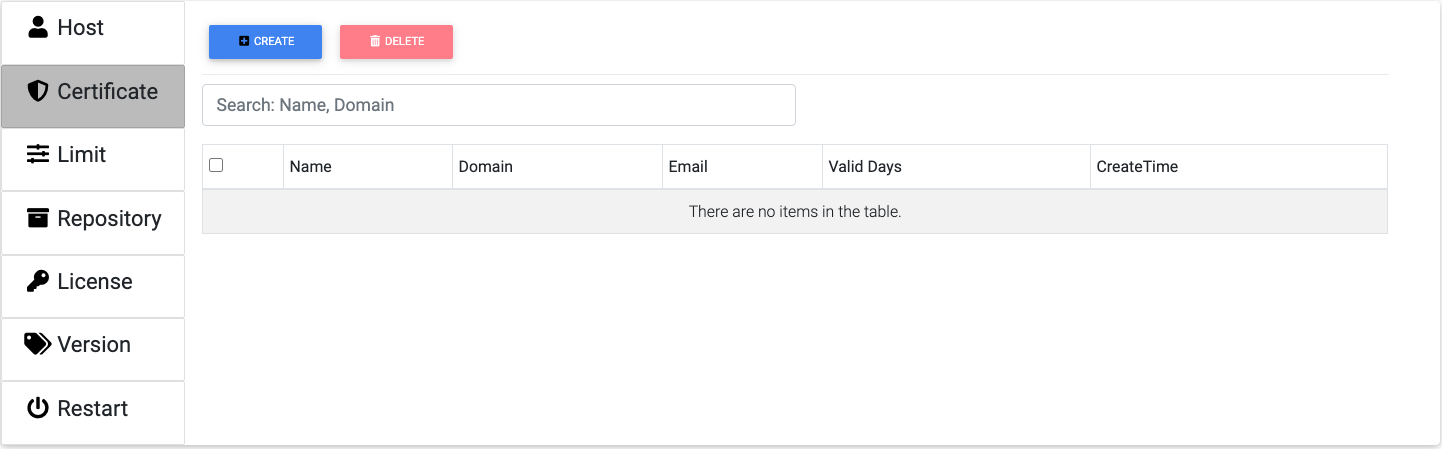 Host
Certificate
Limit
Repository
License
Version
Restart
CREATE DELETE
Search: Name, Domain
Name Domain Email Valid Days CreateTime
There are no items in the table.